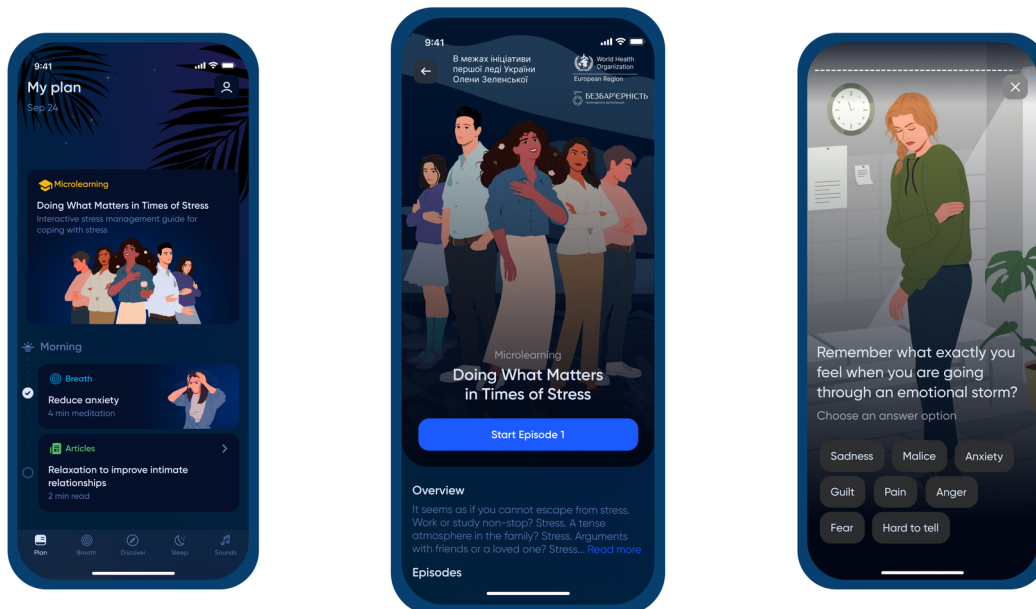 9:41
My plan
Sep 24
Microlearning
Doing What Matters in Times of Stress
Interactive stress management guide for
coping with stress
Morning
Breath
Reduce anxiety
4 min meditation
Articles
Relaxation to improve intimate
relationships
2 min read
Plan
Breath
Discover
Sleep
Sounds
9:41
В межах ініціативи
першої леді України
Олени Зеленської
World Health
Organization
European Region
БЕЗБАР'ЄРНІСТЬ
Microlearning
Doing What Matters
in Times of Stress
Start Episode 1
Overview
It seems as if you cannot escape from stress.
Work or study non-stop? Stress. A tense
atmosphere in the family? Stress. Arguments
with friends or a loved one? Stress... Read more
Episodes
Remember what exactly you
feel when you are going
through an emotional storm?
Choose an answer option
Sadness
Malice
Anxiety
Guilt
Pain
Anger
Fear
Hard to tell